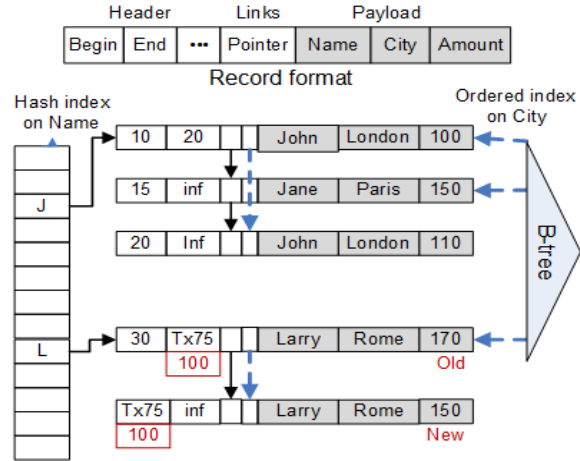 Header Links Payload
Begin End ••• Pointer Name City Amount
Record format
Hash index on Name
Ordered index on City
10 20 John London 100
J
15 inf Jane Paris 150
20 Inf John London 110
B-tree
L
30 Tx75 Larry Rome 170
100 Old
Tx75 inf Larry Rome 150
100 New